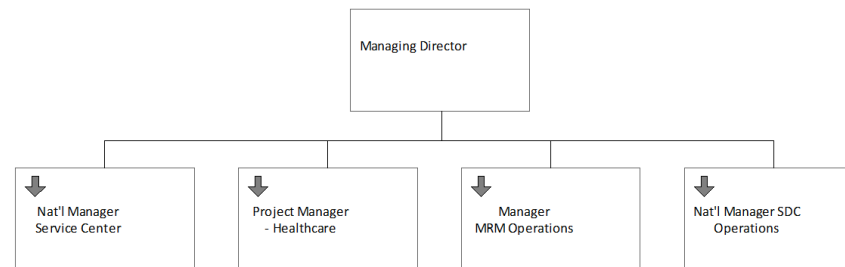 Managing Director
Nat'l Manager
Service Center
Project Manager
- Healthcare
Manager
MRM Operations
Nat'l Manager SDC
Operations